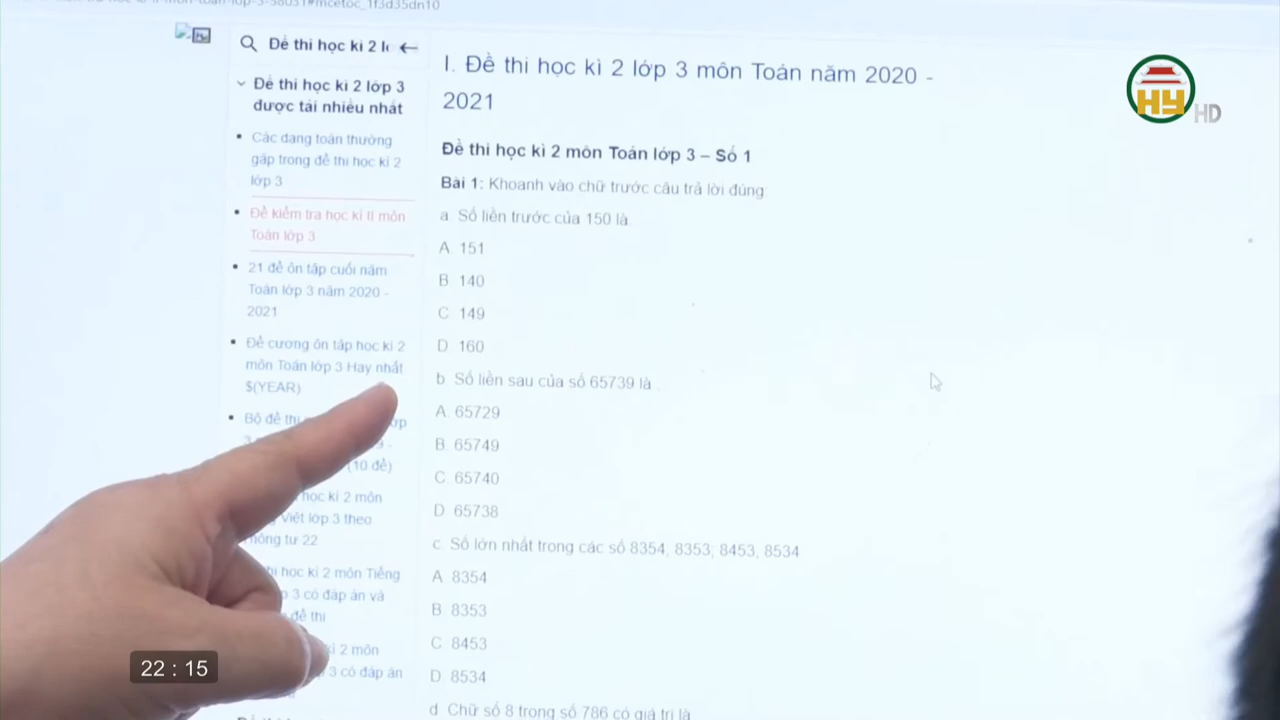 Đề thi học kì 2 lớ
Đề thi học kì 2 lớp 3
được tải nhiều nhất
Các dạng toán thường
gặp trong đề thi học kì 2
lớp 3
Đề kiểm tra học kì II môn
Toán lớp 3
21 đề ôn tập cuối năm
Toán lớp 3 năm 2020 -
2021
Đề cương ôn tập học kì 2
môn Toán lớp 3 Hay nhất
$(YEAR)
Bộ đề thi
(10 đề)
học kì 2 môn
Việt lớp 3 theo
22
học kì 2 môn Tiếng
3 có đáp án và
đề thi
2 môn
3 có đáp án
I. Đề thi học kì 2 lớp 3 môn Toán năm 2020 -
2021
Đề thi học kì 2 môn Toán lớp 3 – Số 1
Bài 1: Khoanh vào chữ trước câu trả lời đúng
a. Số liền trước của 150 là
A. 151
B. 140
C. 149
D. 160
b. Số liền sau của số 65739 là
A. 65729
B. 65749
C. 65740
D. 65738
c. Số lớn nhất trong các số 8354; 8353; 8453; 8534
A. 8354
B. 8353
C. 8453
D. 8534
d. Chữ số 8 trong số 786 có giá trị là
HY HD
22 : 15